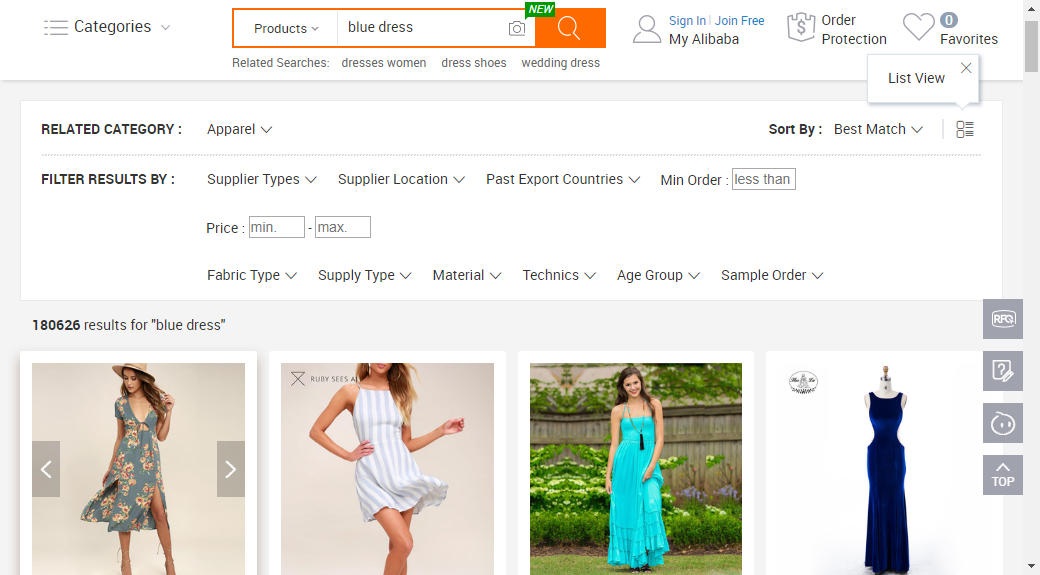 Categories
Products
blue dress
NEW
Sign In | Join Free
My Alibaba
Order
Protection
0
Favorites
Related Searches: dresses women dress shoes wedding dress
List View
RELATED CATEGORY : Apparel
Sort By : Best Match
FILTER RESULTS BY : Supplier Types Supplier Location Past Export Countries Min Order : less than
Price : min. - max.
Fabric Type Supply Type Material Technics Age Group Sample Order
180626 results for "blue dress"
RFQ
RUBY SEES A
TOP